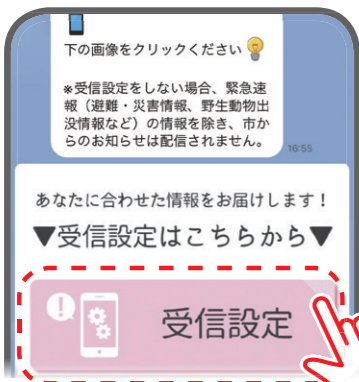 下の画像をクリックください
※受信設定をしない場合、緊急速
報(避難・災害情報、野生動物出
没情報など)の情報を除き、市か
らのお知らせは配信されません。
16:55
あなたに合わせた情報をお届けします!
▼受信設定はこちらから▼
受信設定